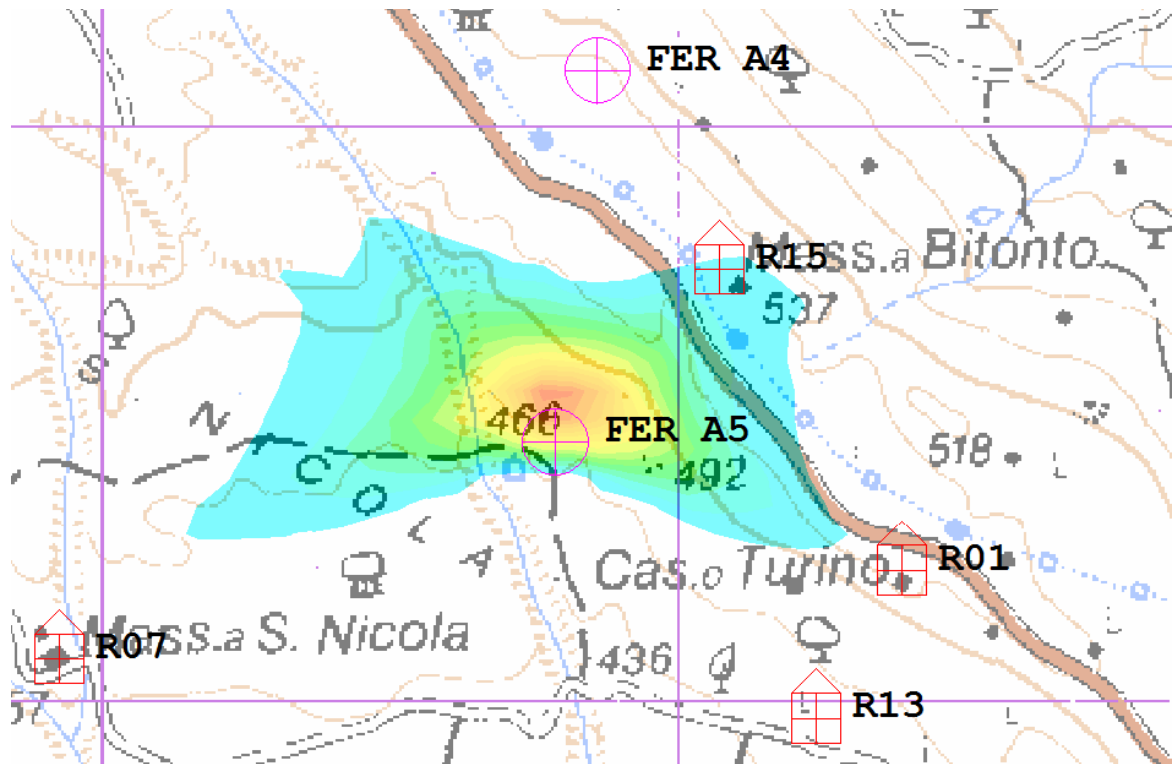 FER A4
Mass.a Bitonto
R15
537
FER A5
466
S. NICOLA
492
518
Cas.o Turino
R01
Mass.a S. Nicola
R07
436
R13